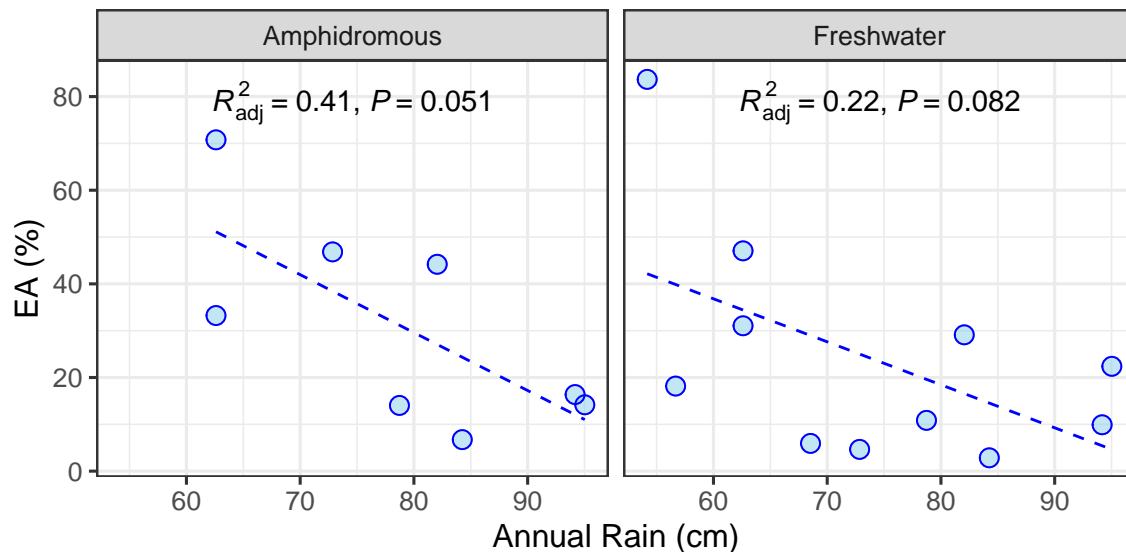 Amphidromous
Freshwater
R²adj = 0.41, P = 0.051
R²adj = 0.22, P = 0.082
80
60
40
20
0
EA (%)
60 70 80 90
60 70 80 90
Annual Rain (cm)